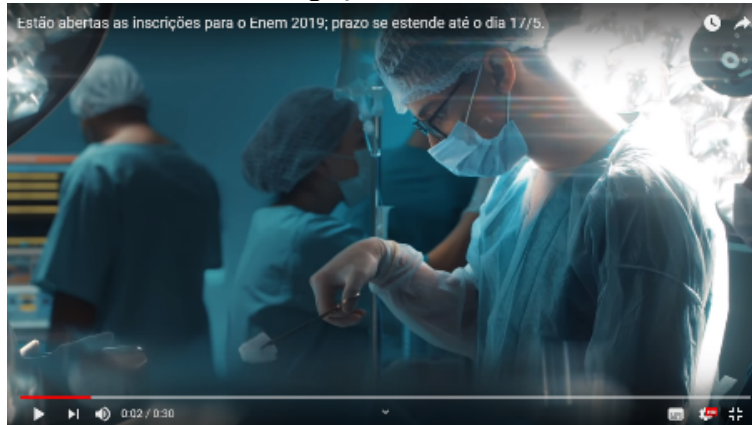 Estão abertas as inscrições para o Enem 2019; prazo se estende até o dia 17/5.
0:02 / 0:30